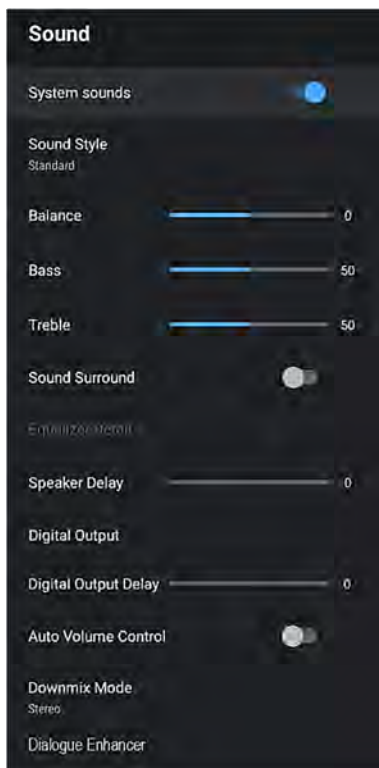 Sound
System sounds
Sound Style
Standard
Balance 0
Bass 50
Treble 50
Sound Surround
Speaker Delay 0
Digital Output
Digital Output Delay 0
Auto Volume Control
Downmix Mode
Stereo
Dialogue Enhancer